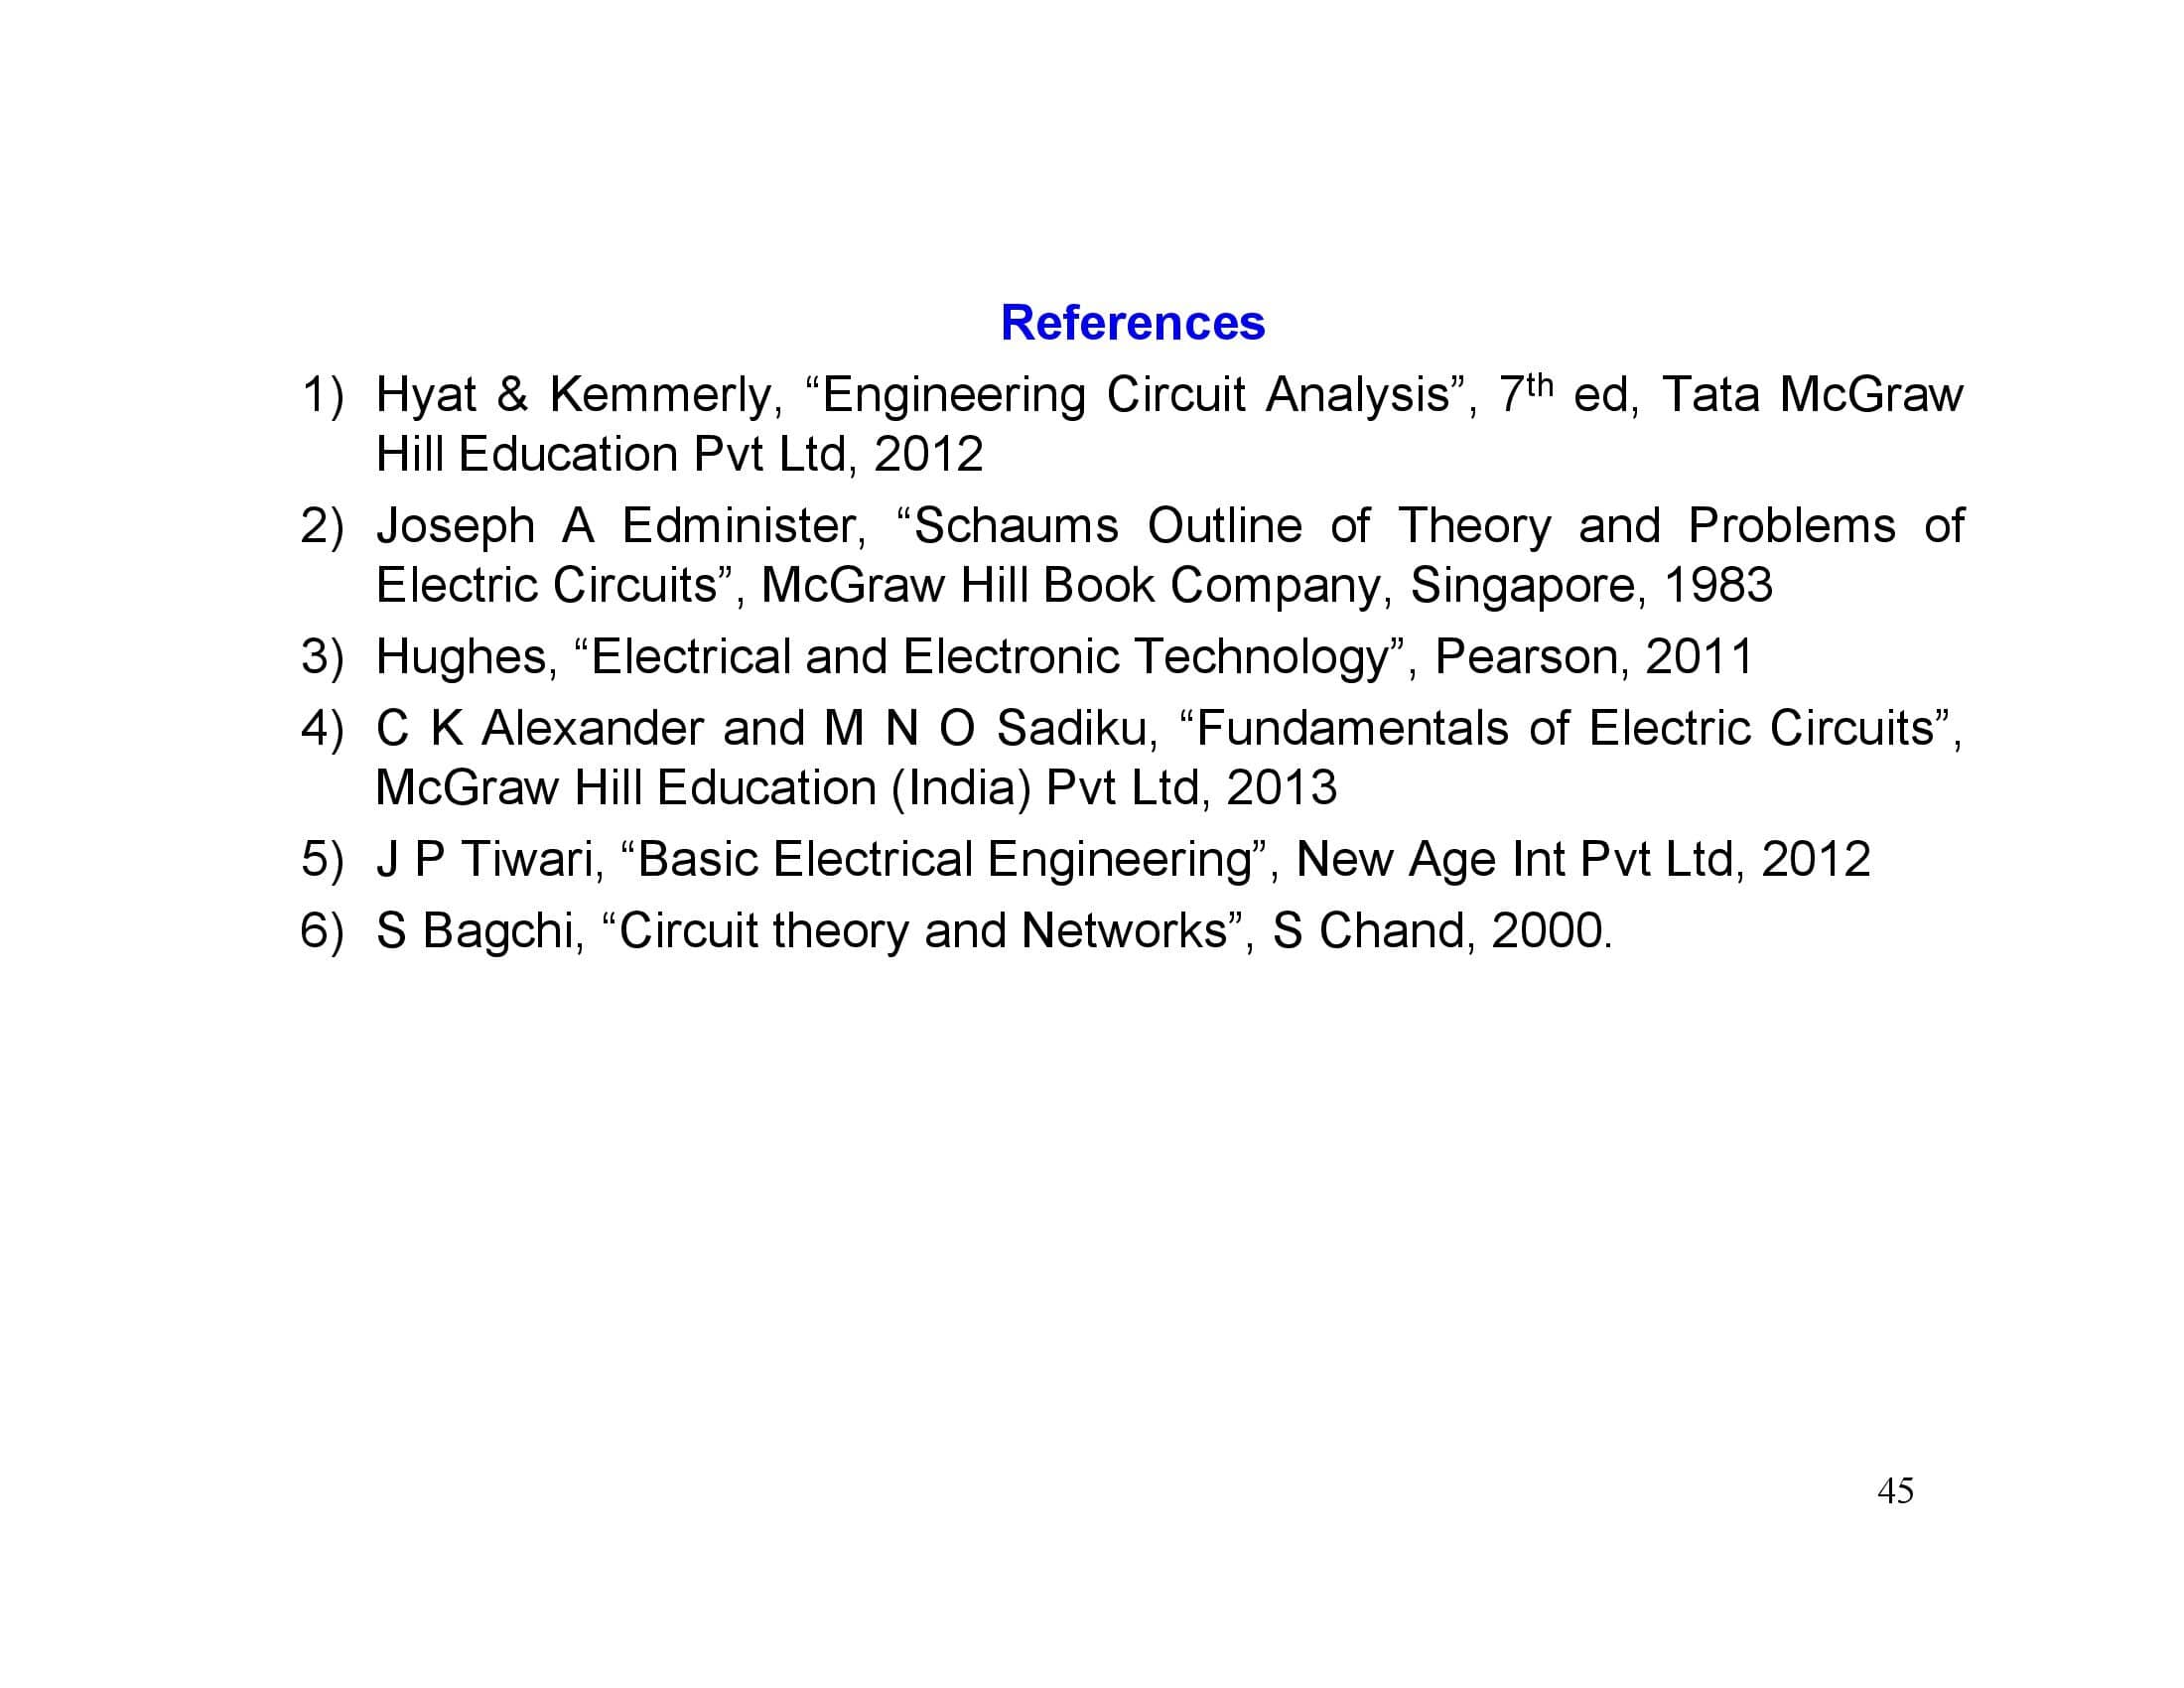 References
1) Hyat & Kemmerly, “Engineering Circuit Analysis”, 7th ed, Tata McGraw
Hill Education Pvt Ltd, 2012
2) Joseph A Edminister, “Schaums Outline of Theory and Problems of
Electric Circuits”, McGraw Hill Book Company, Singapore, 1983
3) Hughes, “Electrical and Electronic Technology”, Pearson, 2011
4) C K Alexander and M N O Sadiku, “Fundamentals of Electric Circuits”,
McGraw Hill Education (India) Pvt Ltd, 2013
5) J P Tiwari, “Basic Electrical Engineering”, New Age Int Pvt Ltd, 2012
6) S Bagchi, “Circuit theory and Networks”, S Chand, 2000.
45